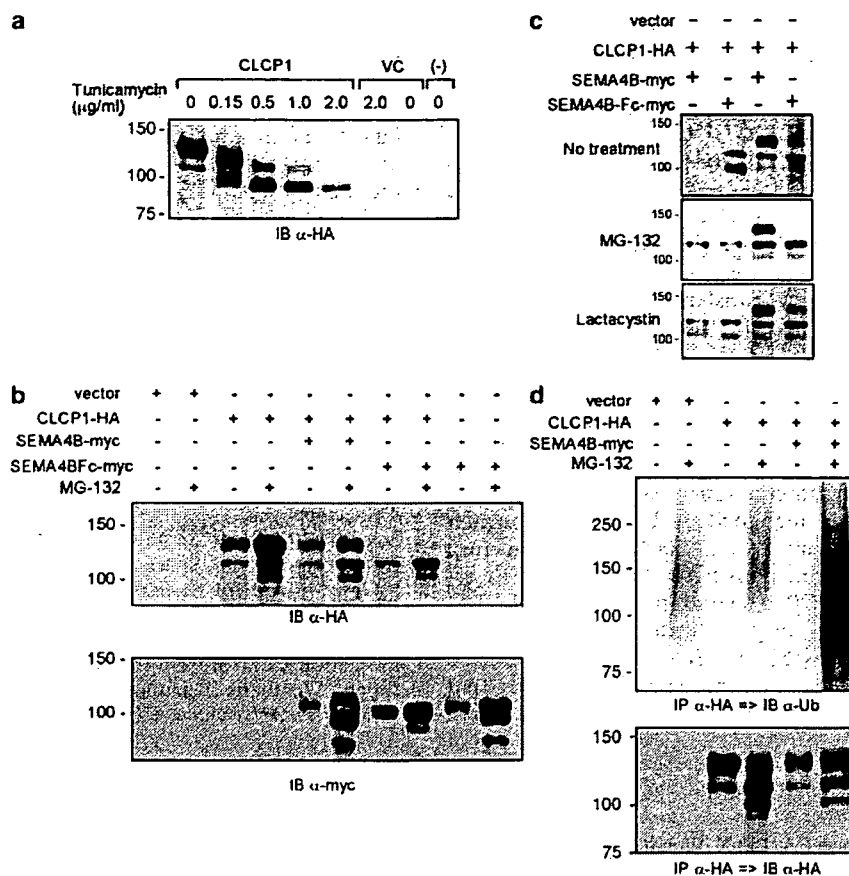 a
CLCP1 VC (-)
Tunicamycin
(µg/ml) 0 0.15 0.5 1.0 2.0 2.0 0 0
150 -
100 -
75 -
IB α-HA
b
vector + + - - - - - - - -
CLCP1-HA - - + + + + + + - -
SEMA4B-myc - - - - + + - - - -
SEMA4BFc-myc - - - - - - + + + +
MG-132 - + - + - + - + - +
150 -
100 -
IB α-HA
150 -
100 -
IB α-myc
c
vector - - - -
CLCP1-HA + + + +
SEMA4B-myc + - + -
SEMA4B-Fc-myc - + - +
No treatment
150 -
100 -
MG-132
150 -
100 -
Lactacystin
150 -
100 -
d
vector + + - - - -
CLCP1-HA - - + + + +
SEMA4B-myc - - - - + +
MG-132 - + - + - +
250 -
150 -
100 -
75 -
IP α-HA => IB α-Ub
150 -
100 -
75 -
IP α-HA => IB α-HA